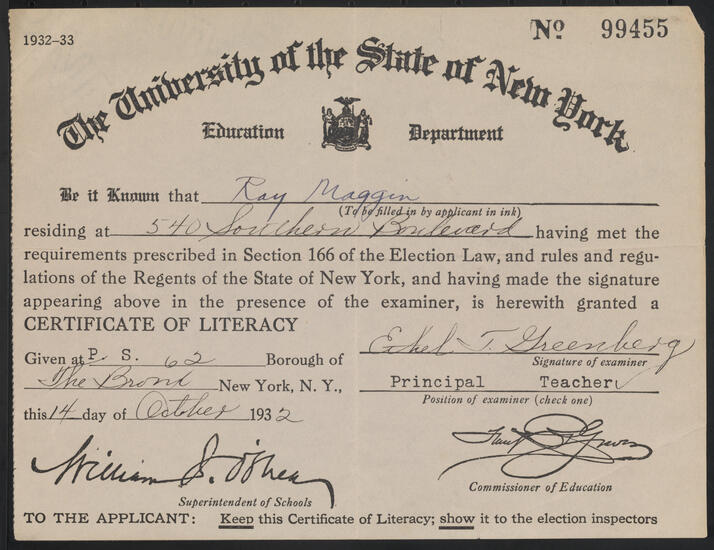 1932-33
No 99455
The University of the State of New York
Education Department
Be it Known that Ray Maggin
(To be filled in by applicant in ink)
residing at 540 Southern Boulevard having met the
requirements prescribed in Section 166 of the Election Law, and rules and regu-
lations of the Regents of the State of New York, and having made the signature
appearing above in the presence of the examiner, is herewith granted a
CERTIFICATE OF LITERACY
Ethel T. Greenberg
Signature of examiner
Given at P. S. 62 Borough of
The Bronx New York, N. Y.,
Principal Teacher ✓
Position of examiner (check one)
this 14 day of October 1932
William J. O'Shea
Superintendent of Schools
Frank P. Graves
Commissioner of Education
TO THE APPLICANT: Keep this Certificate of Literacy; show it to the election inspectors